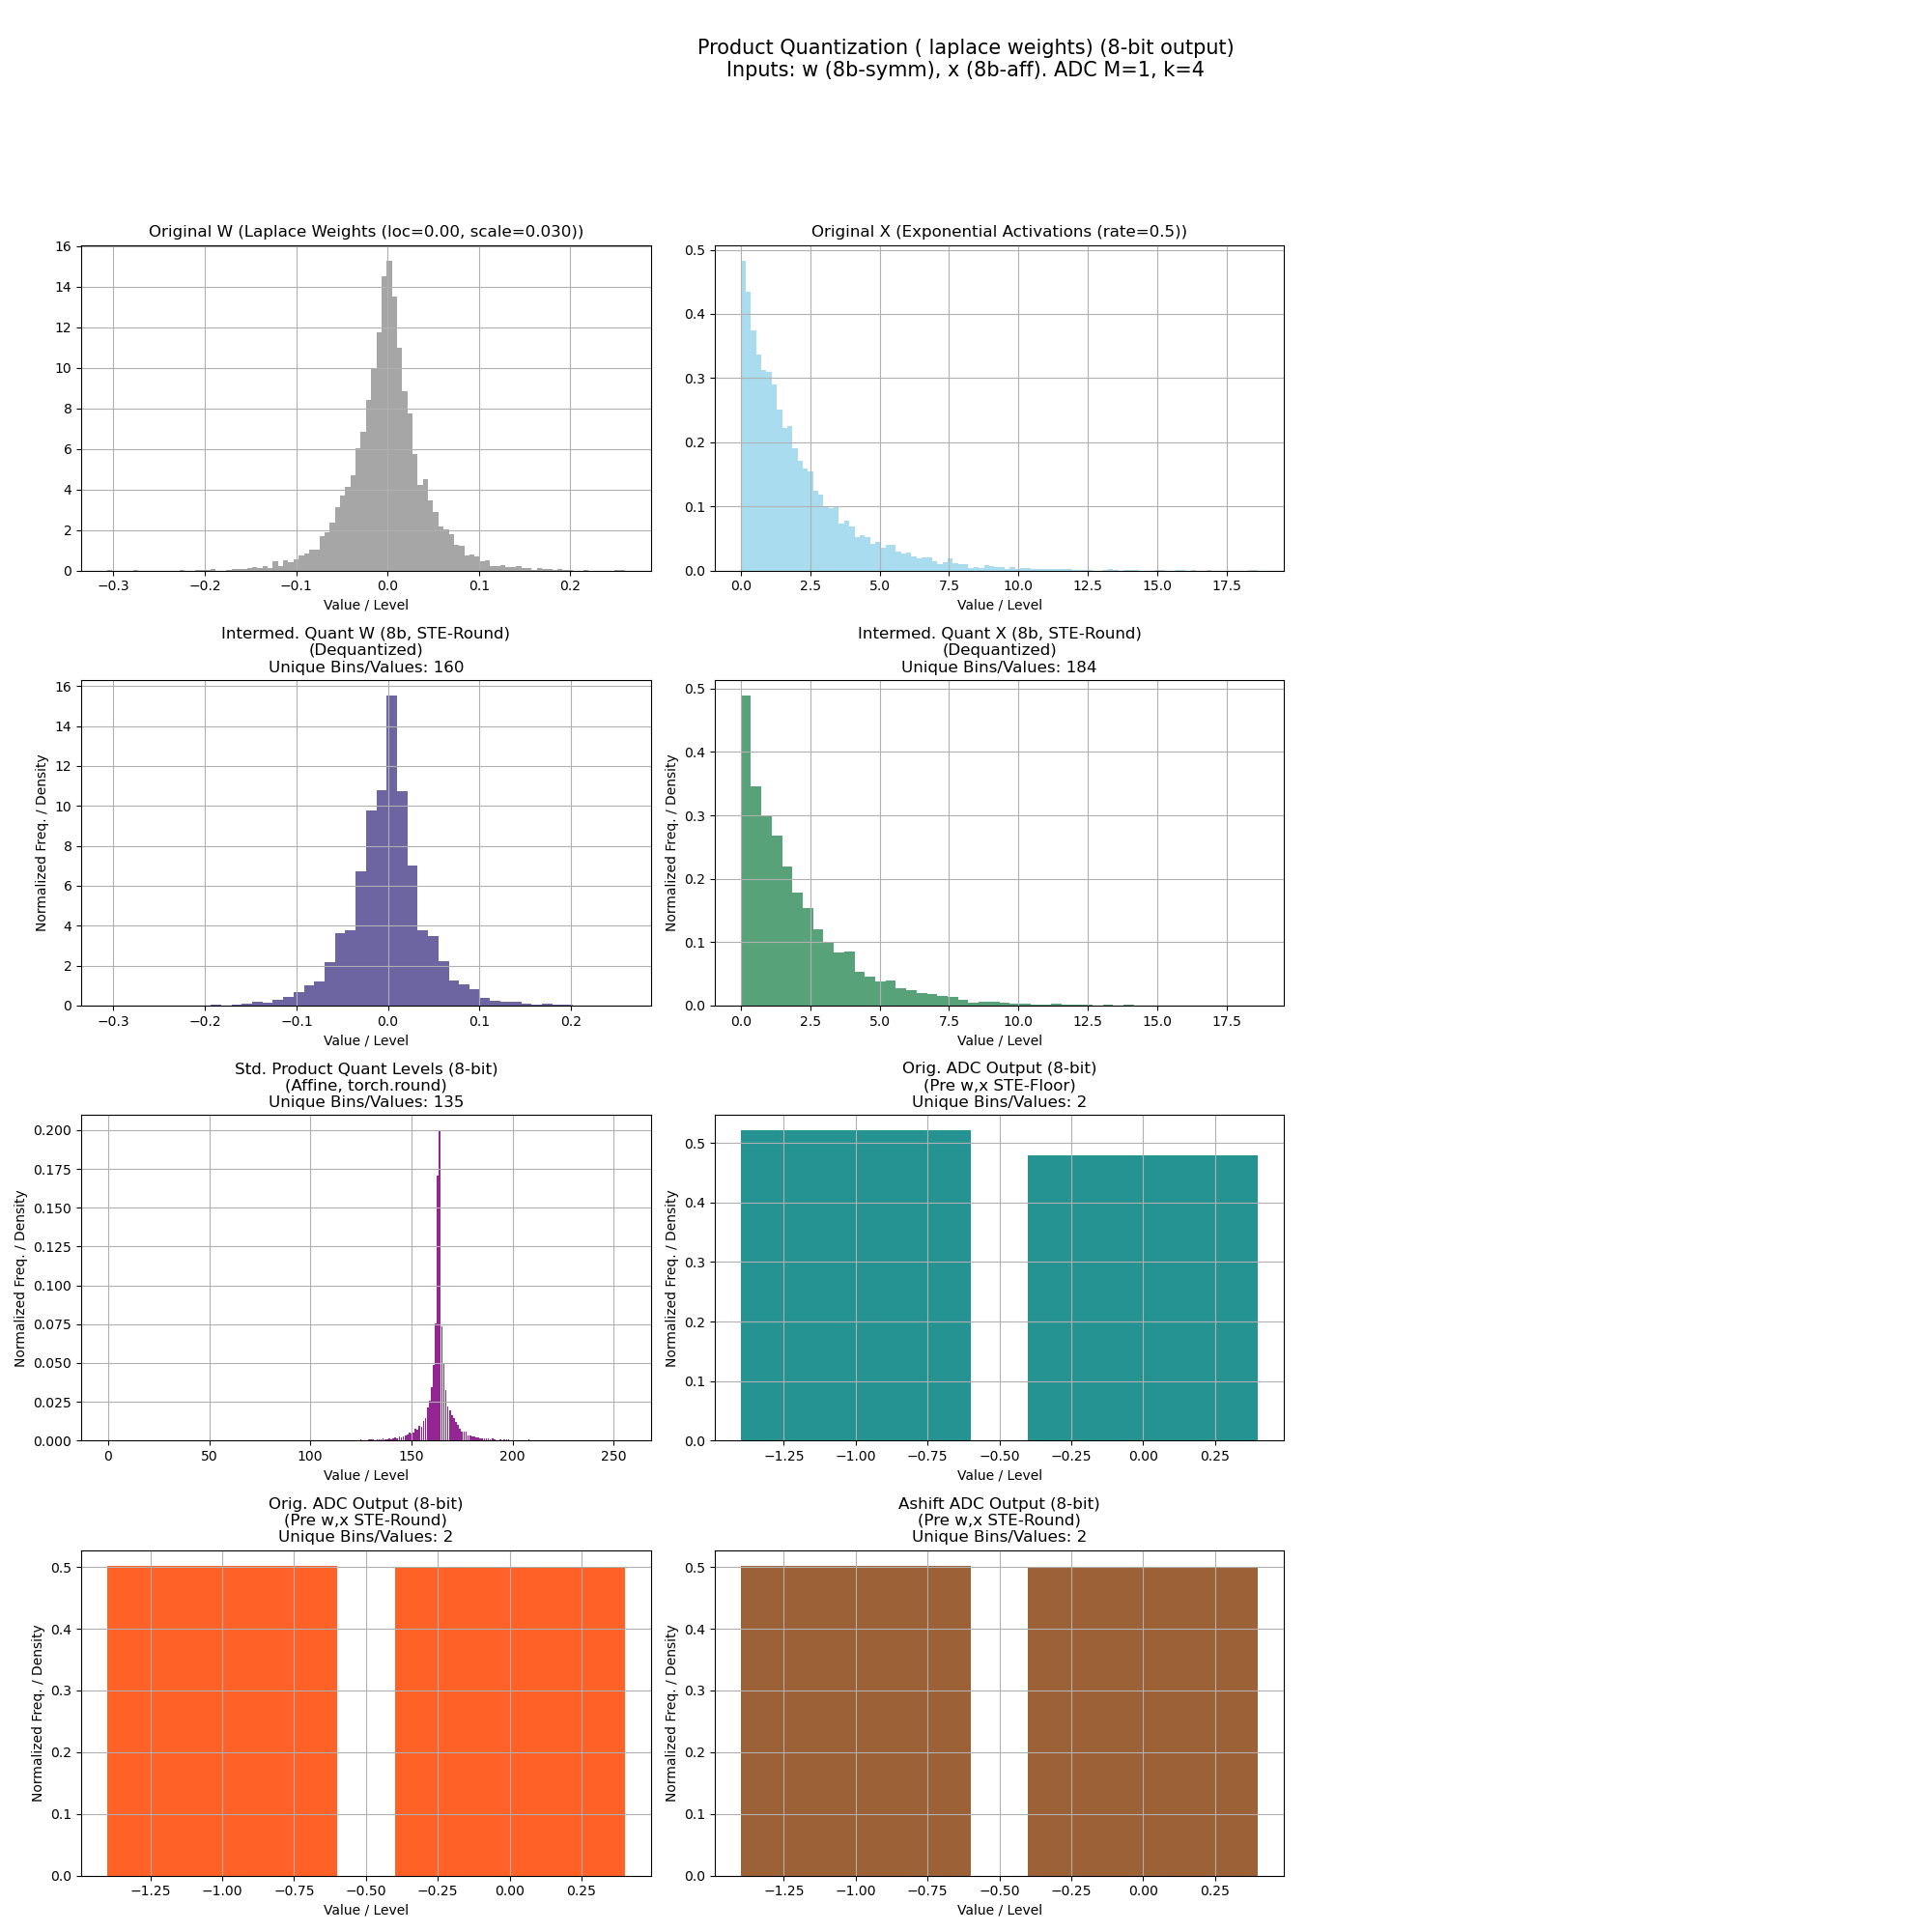 Product Quantization ( laplace weights) (8-bit output)
Inputs: w (8b-symm), x (8b-aff). ADC M=1, k=4
Original W (Laplace Weights (loc=0.00, scale=0.030))
16
14
12
10
8
6
4
2
0
−0.3 −0.2 −0.1 0.0 0.1 0.2
Value / Level
Original X (Exponential Activations (rate=0.5))
0.5
0.4
0.3
0.2
0.1
0.0
0.0 2.5 5.0 7.5 10.0 12.5 15.0 17.5
Value / Level
Intermed. Quant W (8b, STE-Round)
(Dequantized)
Unique Bins/Values: 160
Normalized Freq. / Density
16
14
12
10
8
6
4
2
0
−0.3 −0.2 −0.1 0.0 0.1 0.2
Value / Level
Intermed. Quant X (8b, STE-Round)
(Dequantized)
Unique Bins/Values: 184
Normalized Freq. / Density
0.5
0.4
0.3
0.2
0.1
0.0
0.0 2.5 5.0 7.5 10.0 12.5 15.0 17.5
Value / Level
Std. Product Quant Levels (8-bit)
(Affine, torch.round)
Unique Bins/Values: 135
Normalized Freq. / Density
0.200
0.175
0.150
0.125
0.100
0.075
0.050
0.025
0.000
0 50 100 150 200 250
Value / Level
Orig. ADC Output (8-bit)
(Pre w,x STE-Floor)
Unique Bins/Values: 2
Normalized Freq. / Density
0.5
0.4
0.3
0.2
0.1
0.0
−1.25 −1.00 −0.75 −0.50 −0.25 0.00 0.25
Value / Level
Orig. ADC Output (8-bit)
(Pre w,x STE-Round)
Unique Bins/Values: 2
Normalized Freq. / Density
0.5
0.4
0.3
0.2
0.1
0.0
−1.25 −1.00 −0.75 −0.50 −0.25 0.00 0.25
Value / Level
Ashift ADC Output (8-bit)
(Pre w,x STE-Round)
Unique Bins/Values: 2
Normalized Freq. / Density
0.5
0.4
0.3
0.2
0.1
0.0
−1.25 −1.00 −0.75 −0.50 −0.25 0.00 0.25
Value / Level